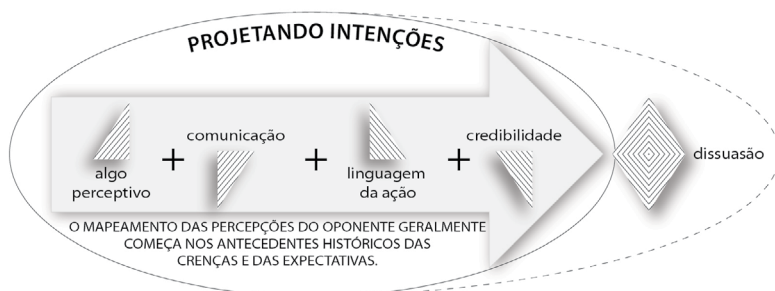 PROJETANDO INTENÇÕES
algo
perceptivo
+
comunicação
+
linguagem
da ação
+
credibilidade
dissuasão
O MAPEAMENTO DAS PERCEPÇÕES DO OPONENTE GERALMENTE
COMEÇA NOS ANTECEDENTES HISTÓRICOS DAS
CRENÇAS E DAS EXPECTATIVAS.